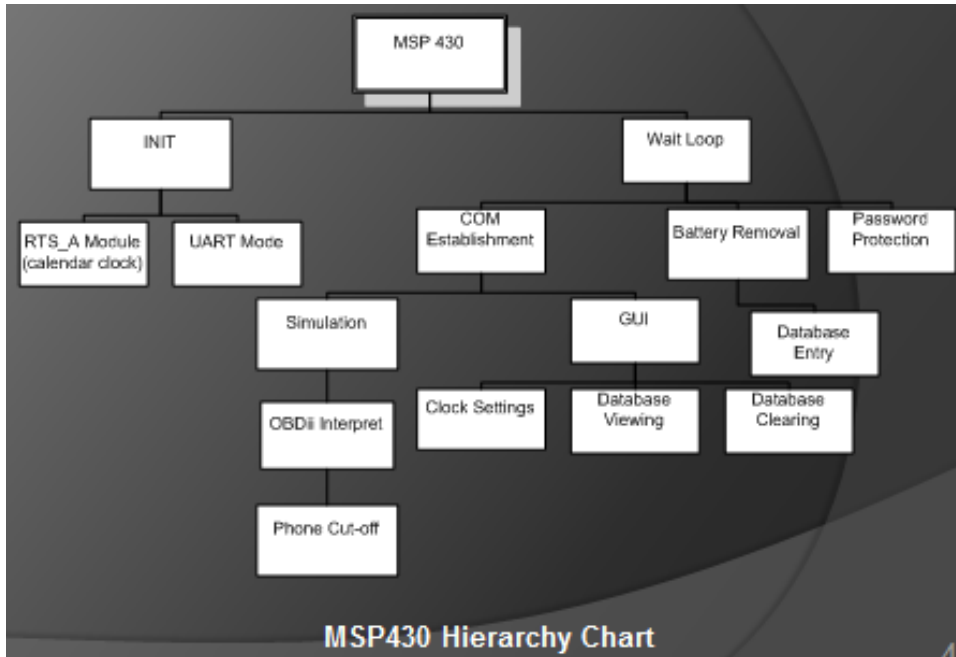 MSP 430
INIT
Wait Loop
RTS_A Module
(calendar clock)
UART Mode
COM
Establishment
Battery Removal
Password
Protection
Simulation
GUI
Database
Entry
OBDii Interpret
Clock Settings
Database
Viewing
Database
Clearing
Phone Cut-off
MSP430 Hierarchy Chart
4